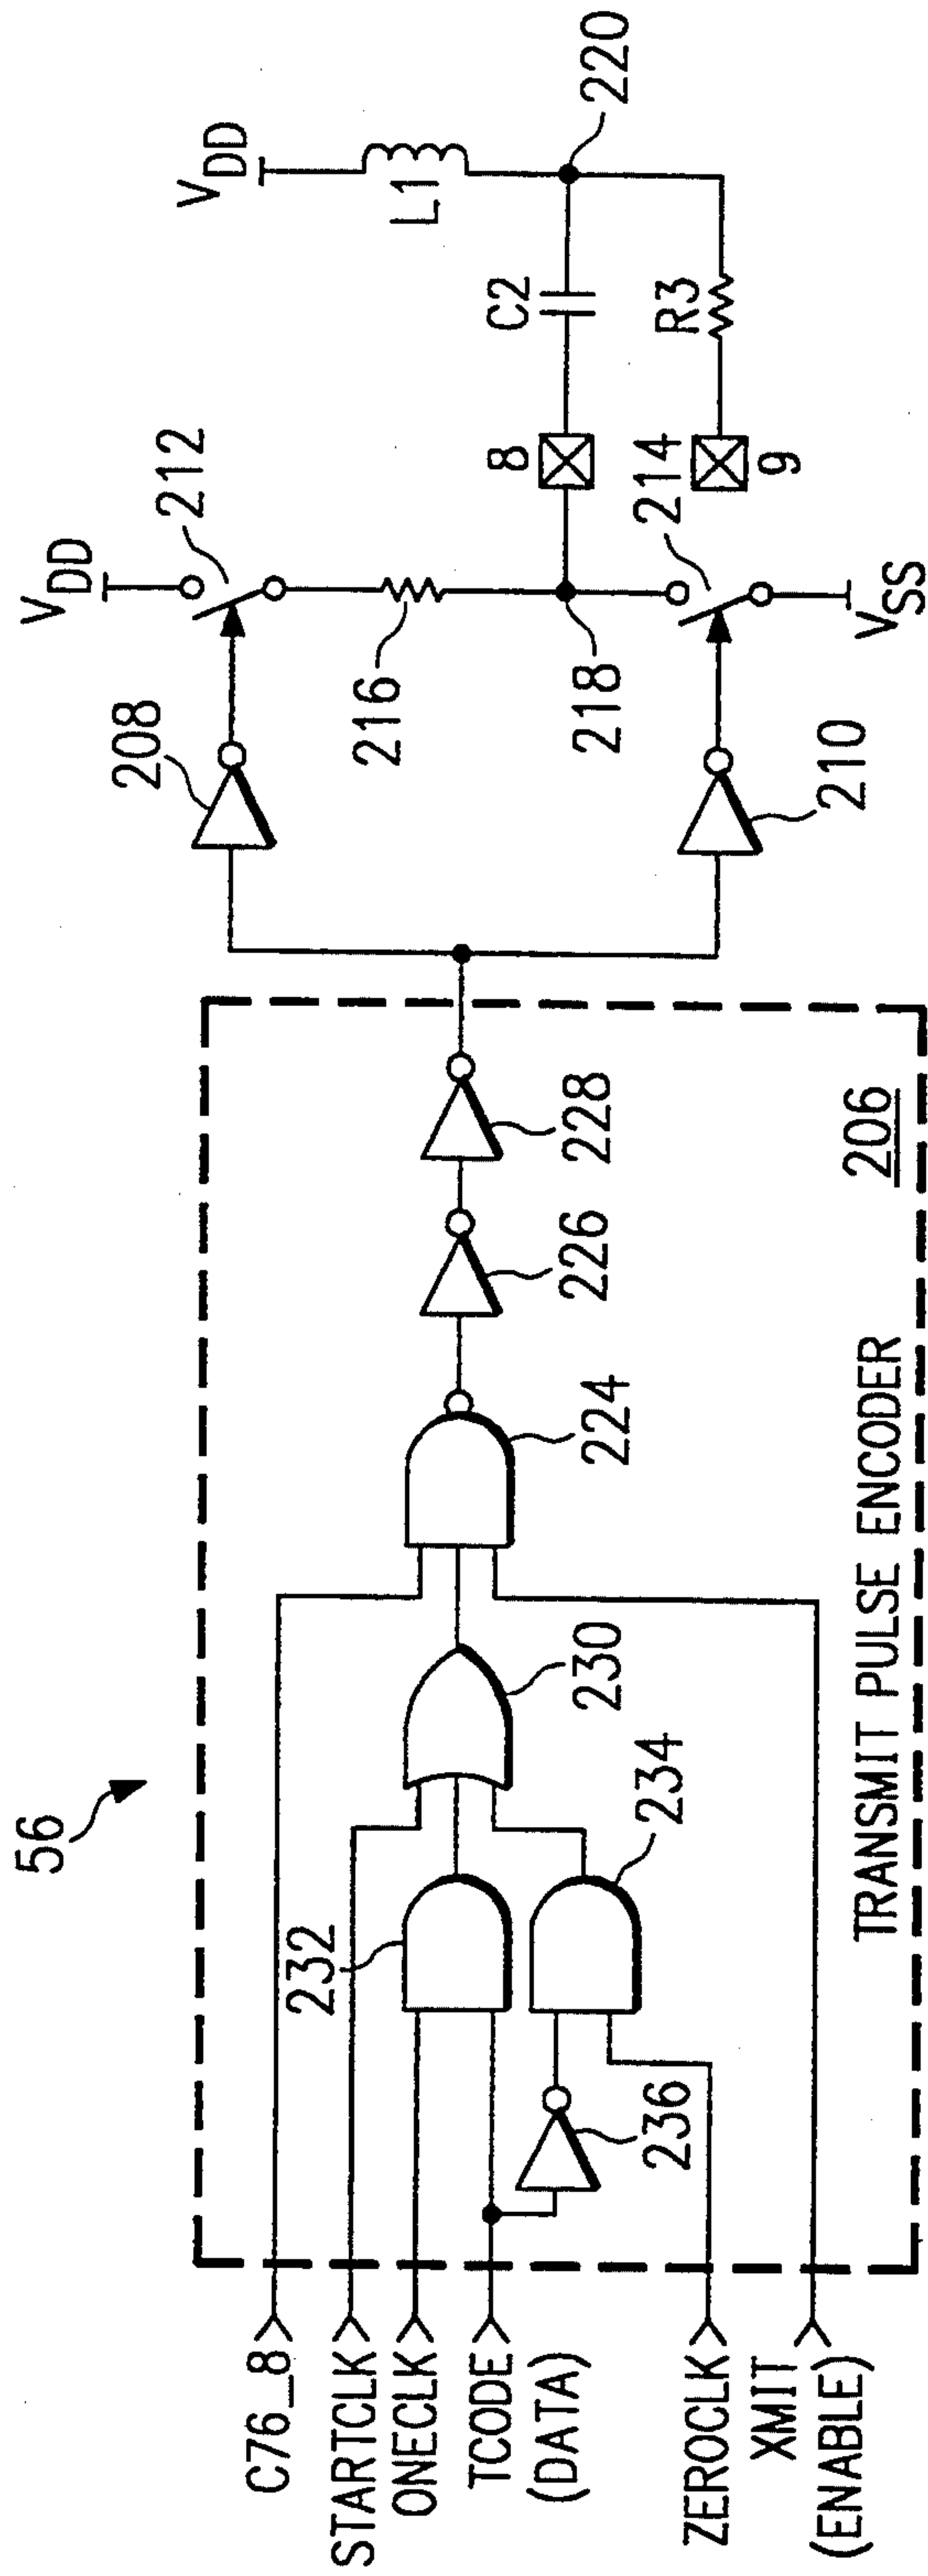 56
C76_8
STARTCLK
ONECLK
TCODE
(DATA)
ZEROCLK
XMIT
(ENABLE)
232
236
234
230
224
226
228
TRANSMIT PULSE ENCODER
206
208
210
VDD
212
216
218
214
VSS
8
9
C2
R3
VDD
L1
220